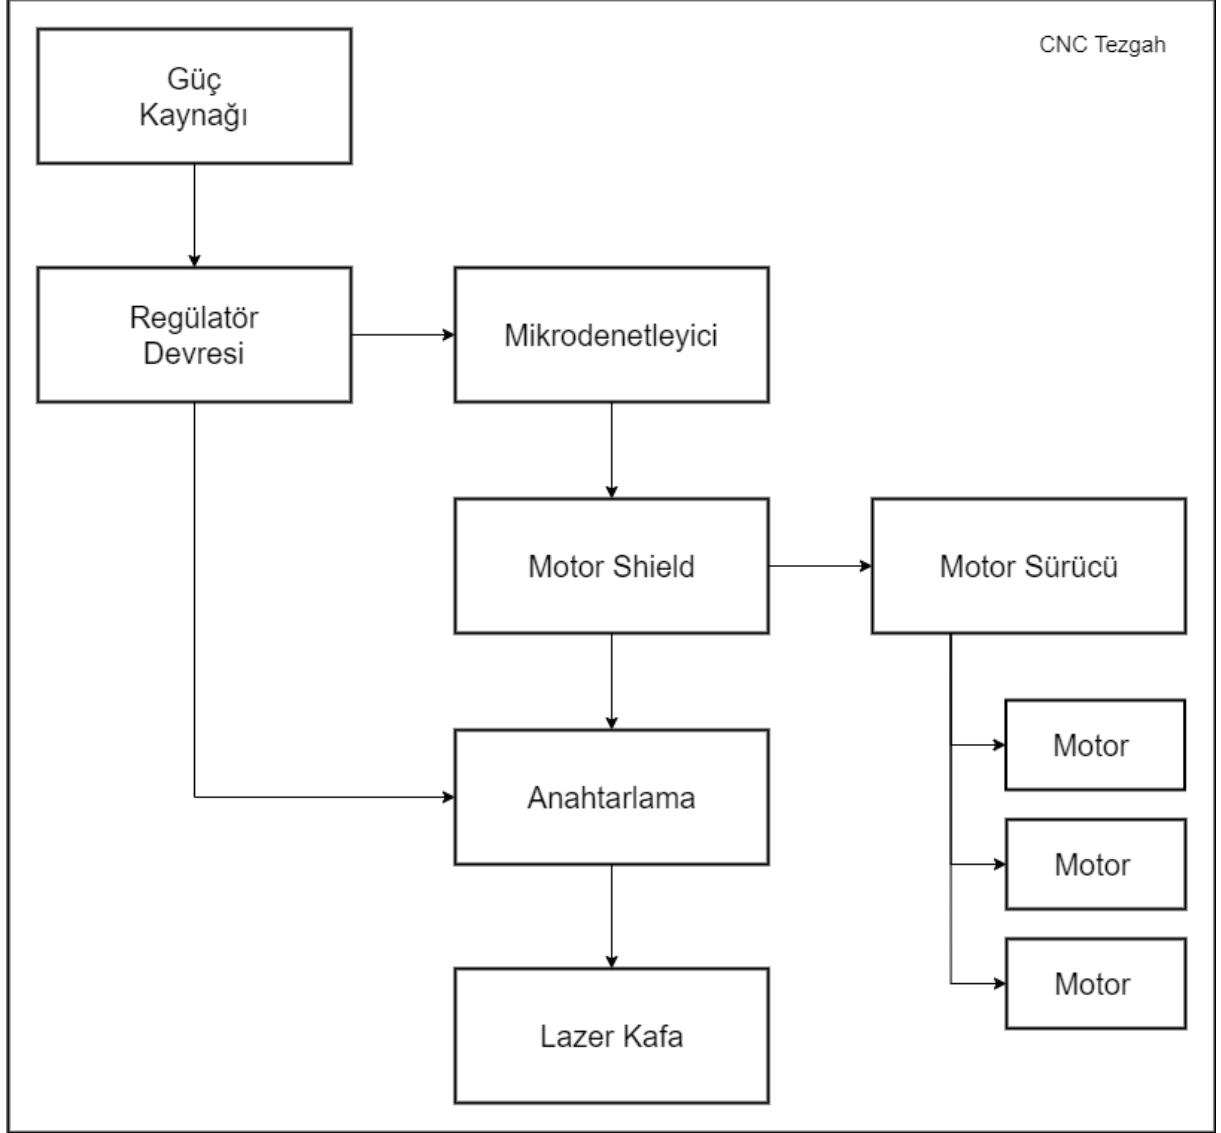 CNC Tezgah
Güç
Kaynağı
Regülatör
Devresi
Mikrodenetleyici
Motor Shield
Motor Sürücü
Motor
Anahtarlama
Motor
Motor
Lazer Kafa